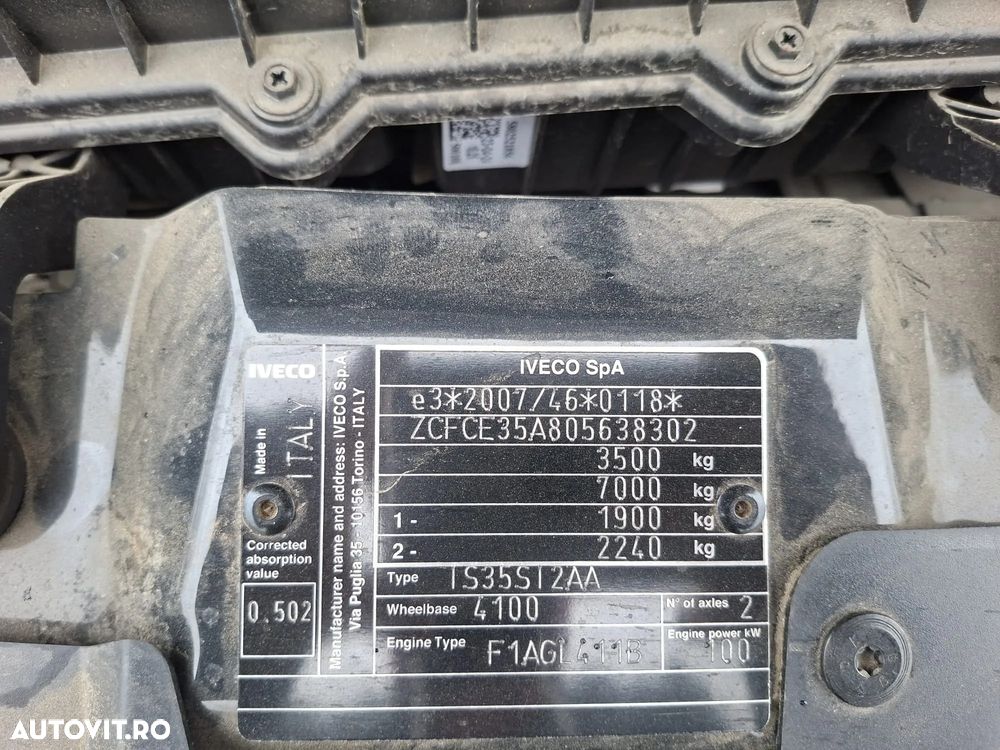 IVECO
IVECO SpA
e3*2007/46*0118*
ZCFCE35A805638302
3500 kg
7000 kg
1- 1900 kg
2- 2240 kg
Type IS35SI2AA
Wheelbase 4100
N° of axles 2
Engine Type F1AGL411B
Engine power kW 100
Made in ITALY
Corrected absorption value
0.502
Manufacturer name and address: IVECO S.p.A.
Via Puglia 35 - 10156 Torino - ITALY
AUTOVIT.RO